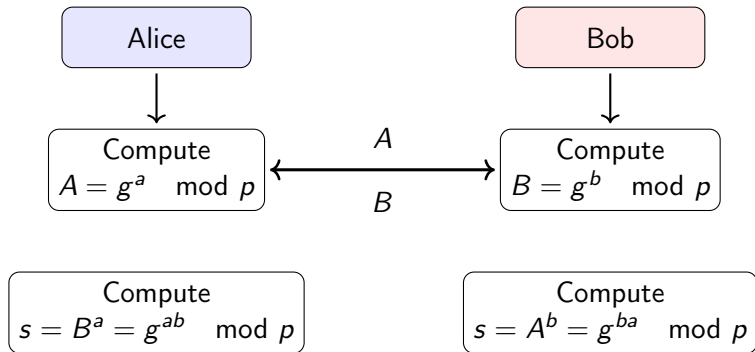 Alice
Bob
Compute
A = g^a mod p
A
B
Compute
B = g^b mod p
Compute
s = B^a = g^{ab} mod p
Compute
s = A^b = g^{ba} mod p